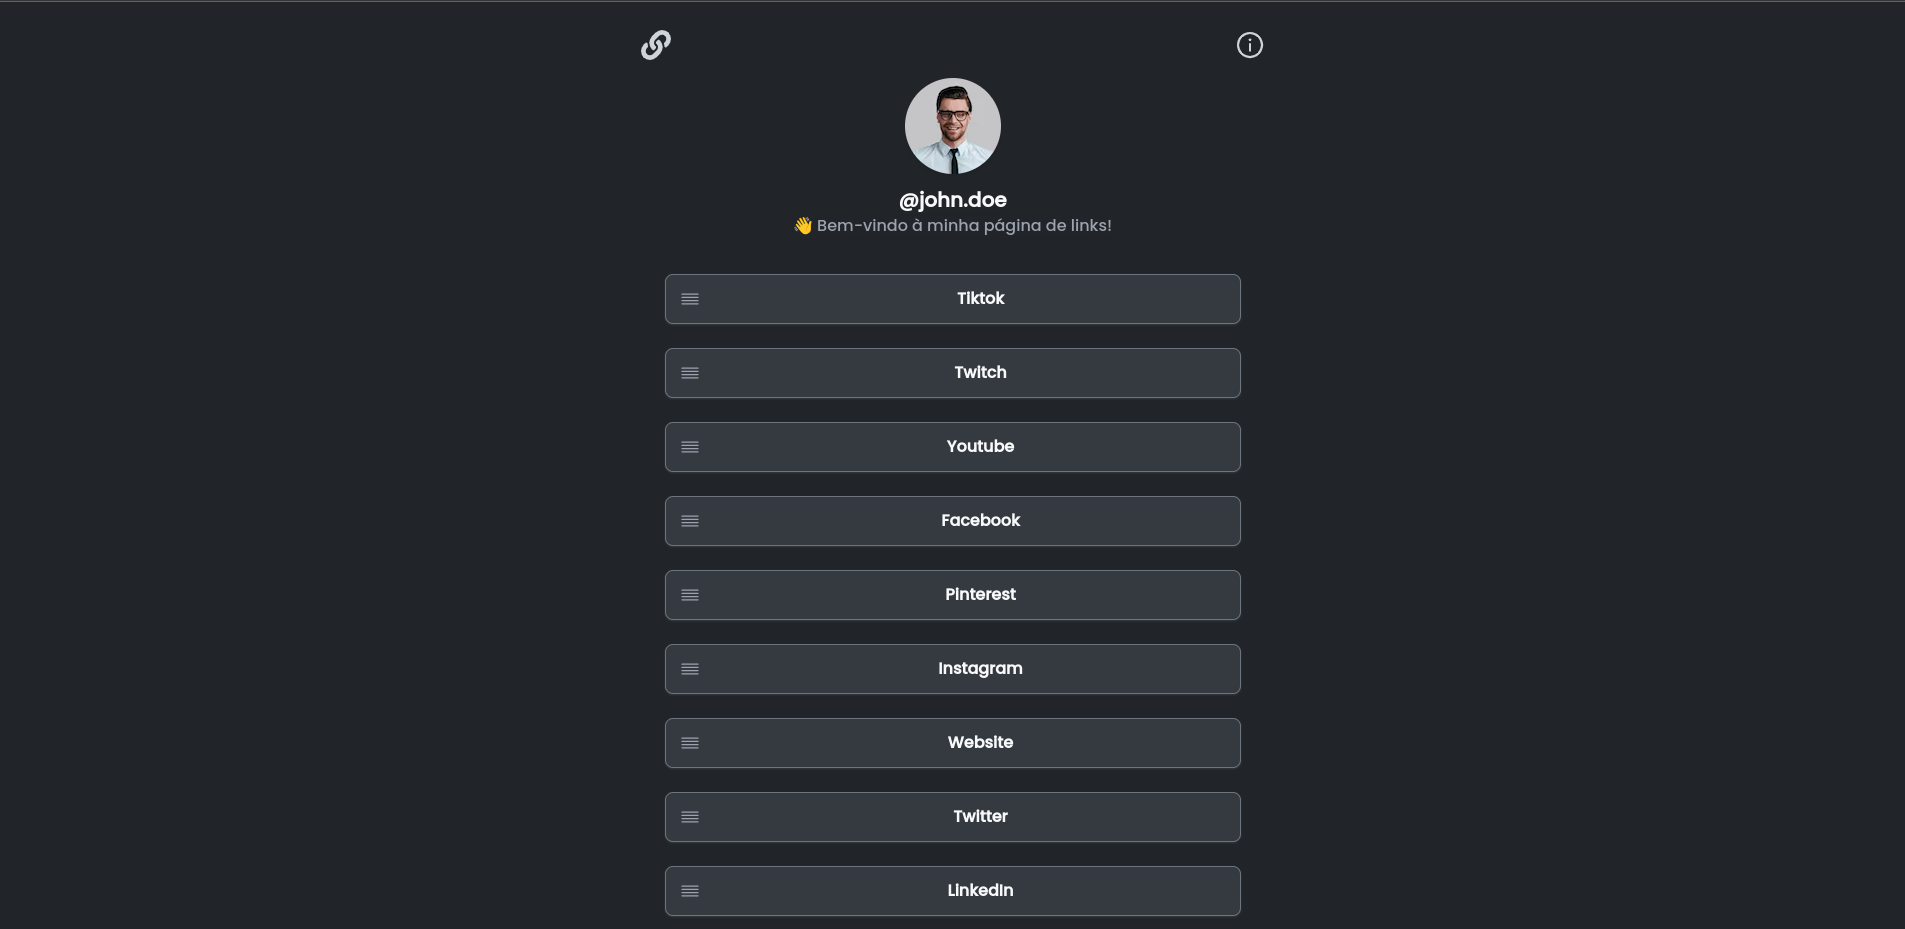 @john.doe
👋 Bem-vindo à minha página de links!
Tiktok
Twitch
Youtube
Facebook
Pinterest
Instagram
Website
Twitter
LinkedIn